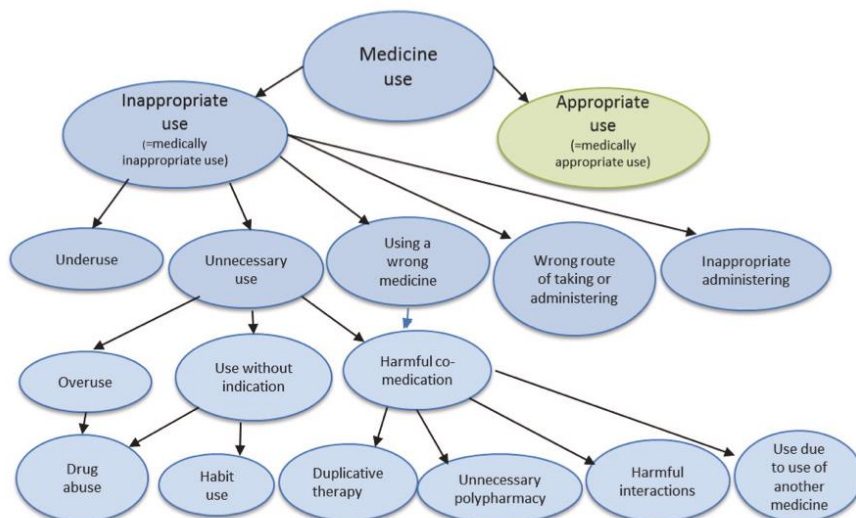 Medicine
use
Inappropriate
use
(=medically
inappropriate use)
Appropriate
use
(=medically
appropriate use)
Underuse
Unnecessary
use
Using a
wrong
medicine
Wrong route
of taking or
administering
Inappropriate
administering
Overuse
Use without
indication
Harmful co-
medication
Drug
abuse
Habit
use
Duplicative
therapy
Unnecessary
polypharmacy
Harmful
interactions
Use due
to use of
another
medicine